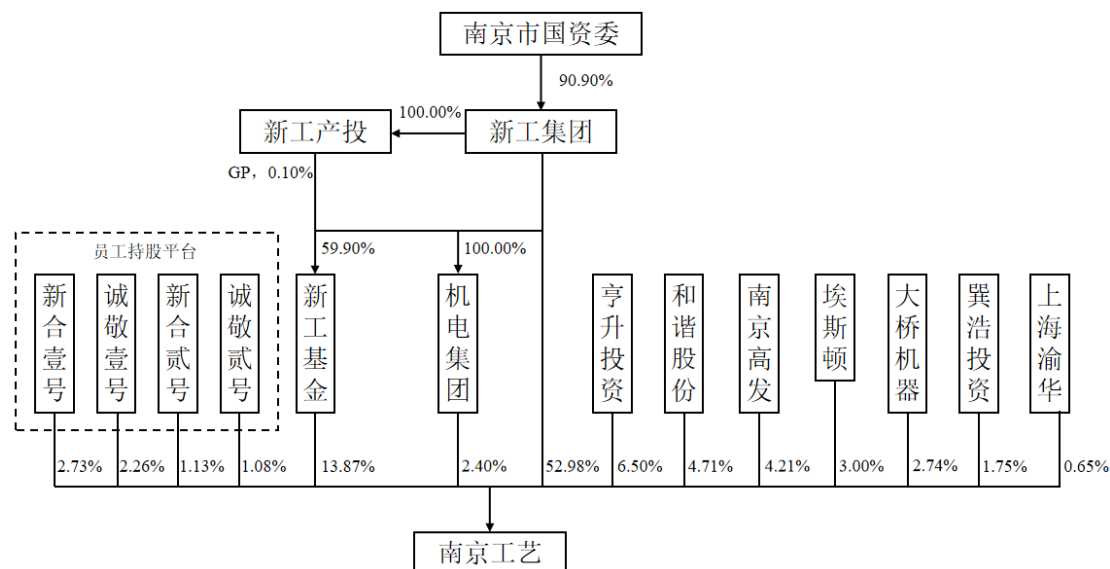 南京市国资委
90.90%
100.00%
新工产投
新工集团
GP，0.10%
59.90%
100.00%
员工持股平台
新合壹号
诚敬壹号
新合贰号
诚敬贰号
新工基金
机电集团
亨升投资
和谐股份
南京高发
埃斯顿
大桥机器
巽浩投资
上海渝华
2.73%
2.26%
1.13%
1.08%
13.87%
2.40%
52.98%
6.50%
4.71%
4.21%
3.00%
2.74%
1.75%
0.65%
南京工艺